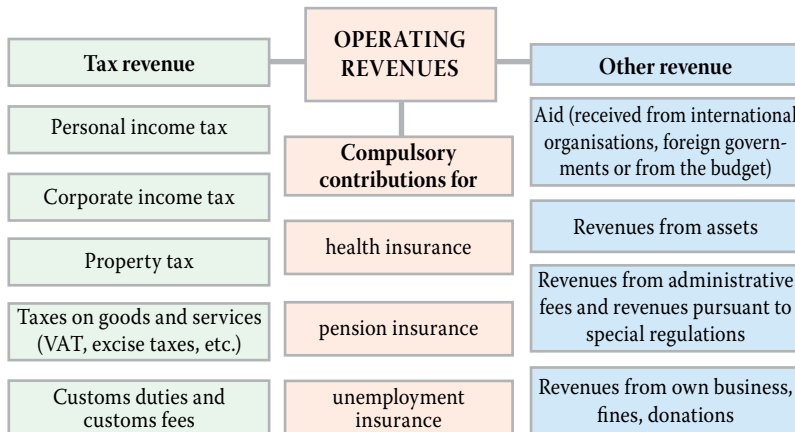 OPERATING
REVENUES
Tax revenue
Personal income tax
Corporate income tax
Property tax
Taxes on goods and services
(VAT, excise taxes, etc.)
Customs duties and
customs fees
Compulsory
contributions for
health insurance
pension insurance
unemployment
insurance
Other revenue
Aid (received from international
organisations, foreign govern-
ments or from the budget)
Revenues from assets
Revenues from administrative
fees and revenues pursuant to
special regulations
Revenues from own business,
fines, donations